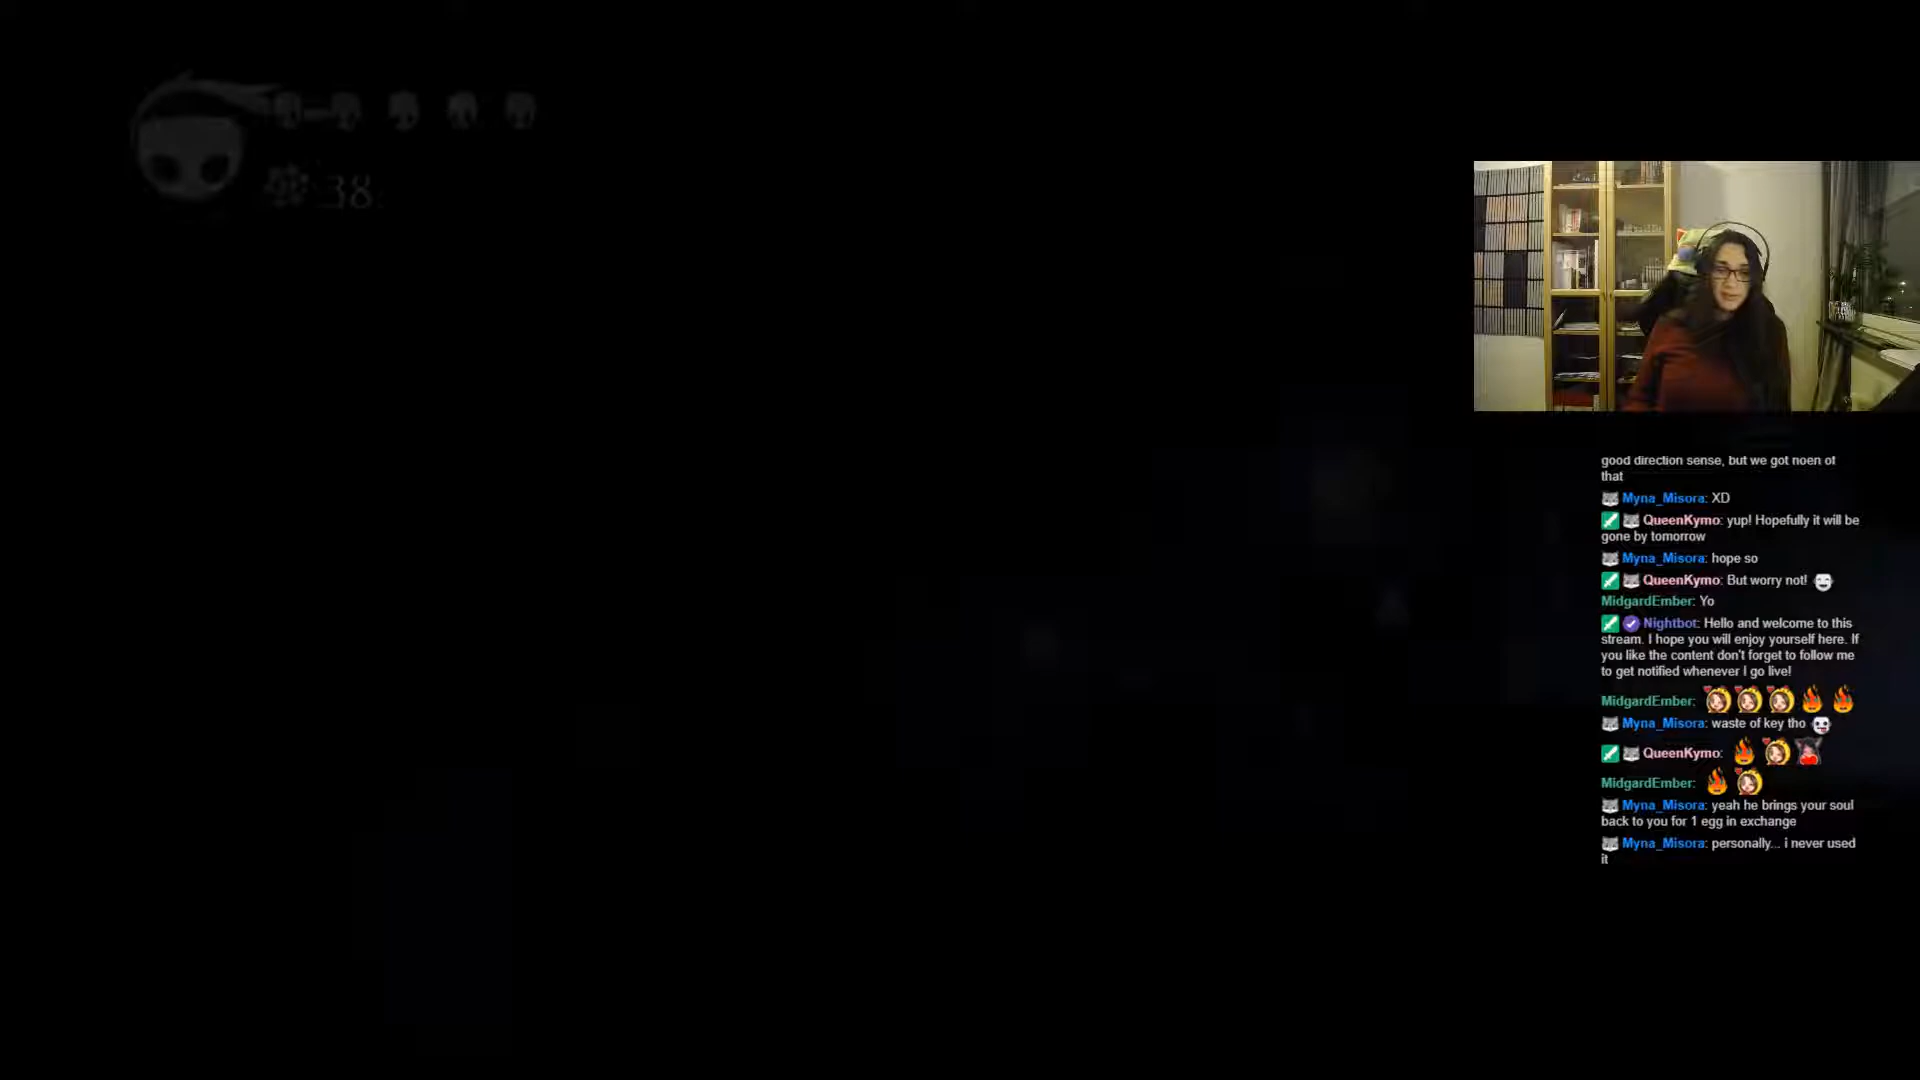 38
good direction sense, but we got noen of
that
Myna_Misora: XD
QueenKymo: yup! Hopefully it will be
gone by tomorrow
Myna_Misora: hope so
QueenKymo: But worry not!
MidgardEmber: Yo
Nightbot: Hello and welcome to this
stream. I hope you will enjoy yourself here. If
you like the content don't forget to follow me
to get notified whenever I go live!
MidgardEmber:
Myna_Misora: waste of key tho
QueenKymo:
MidgardEmber:
Myna_Misora: yeah he brings your soul
back to you for 1 egg in exchange
Myna_Misora: personally... i never used
it